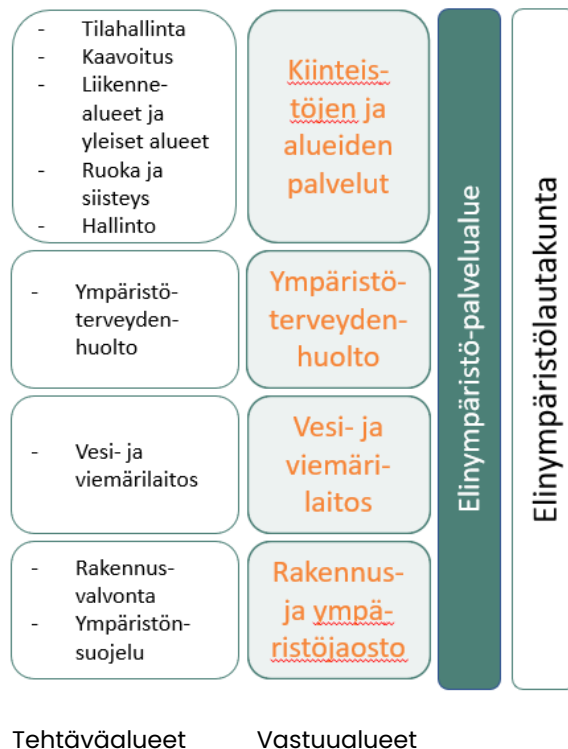 - Tilahallinta
- Kaavoitus
- Liikenne-
alueet ja
yleiset alueet
- Ruoka ja
siisteys
- Hallinto
Kiinteis-
töjen ja
alueiden
palvelut
- Ympäristö-
terveyden-
huolto
Ympäristö-
terveyden-
huolto
- Vesi- ja
viemärilaitos
Vesi- ja
viemäri-
laitos
- Rakennus-
valvonta
- Ympäristön-
suojelu
Rakennus-
ja ympä-
ristöjaosto
Elinympäristö-palvelualue
Elinympäristölautakunta
Tehtäväalueet
Vastuualueet